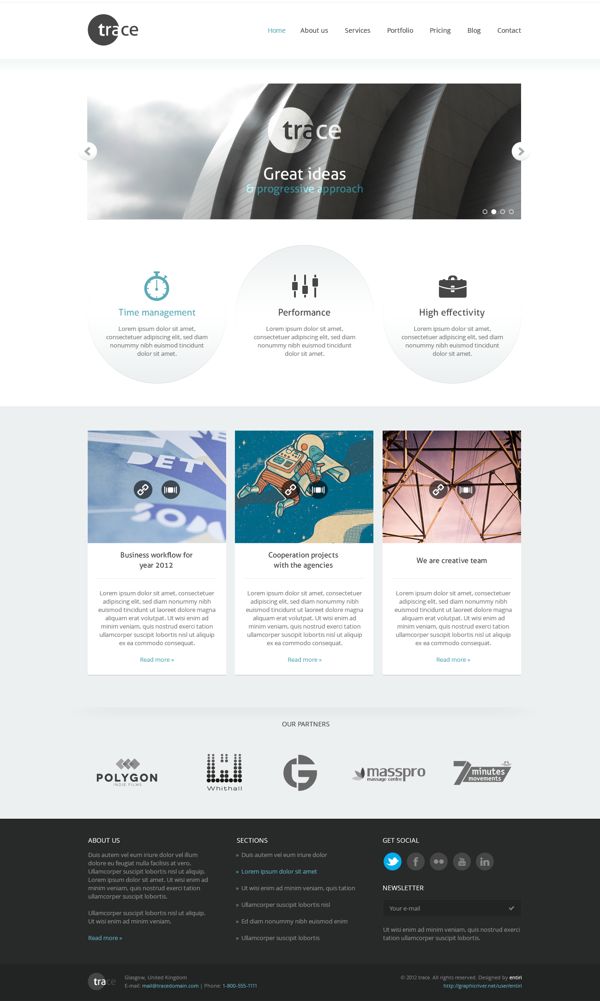 trace
Home About us Services Portfolio Pricing Blog Contact
trace
Great ideas
& progressive approach
Time management
Lorem ipsum dolor sit amet,
consectetuer adipiscing elit, sed diam
nonummy nibh euismod tincidunt
dolor sit amet.
Performance
Lorem ipsum dolor sit amet,
consectetuer adipiscing elit, sed diam
nonummy nibh euismod tincidunt
dolor sit amet.
High effectivity
Lorem ipsum dolor sit amet,
consectetuer adipiscing elit, sed diam
nonummy nibh euismod tincidunt
dolor sit amet.
DET
Business workflow for
year 2012
Lorem ipsum dolor sit amet, consectetuer
adipiscing elit, sed diam nonummy nibh
euismod tincidunt ut laoreet dolore magna
aliquam erat volutpat. Ut wisi enim ad
minim veniam, quis nostrud exerci tation
ullamcorper suscipit lobortis nisl ut aliquip
ex ea commodo consequat.
Read more »
Cooperation projects
with the agencies
Lorem ipsum dolor sit amet, consectetuer
adipiscing elit, sed diam nonummy nibh
euismod tincidunt ut laoreet dolore magna
aliquam erat volutpat. Ut wisi enim ad
minim veniam, quis nostrud exerci tation
ullamcorper suscipit lobortis nisl ut aliquip
ex ea commodo consequat.
Read more »
We are creative team
Lorem ipsum dolor sit amet, consectetuer
adipiscing elit, sed diam nonummy nibh
euismod tincidunt ut laoreet dolore magna
aliquam erat volutpat. Ut wisi enim ad
minim veniam, quis nostrud exerci tation
ullamcorper suscipit lobortis nisl ut aliquip
ex ea commodo consequat.
Read more »
OUR PARTNERS
POLYGON
INDIE FILMS
Whithall
G
masspro
massage centre
7 minutes
movements
ABOUT US
Duis autem vel eum iriure dolor vel illum
dolore eu feugiat nulla facilisis at vero.
Ullamcorper suscipit lobortis nisl ut aliquip.
Lorem ipsum dolor sit amet. Ut wisi enim ad
minim veniam, quis nostrud exerci tation
ullamcorper suscipit lobortis.
Ullamcorper suscipit lobortis nisl ut aliquip.
Ut wisi enim ad minim.
Read more »
SECTIONS
» Duis autem vel eum iriure dolor
» Lorem ipsum dolor sit amet
» Ut wisi enim ad minim veniam, quis tation
» Ullamcorper suscipit lobortis nisl
» Ed diam nonummy nibh euismod enim
» Ullamcorper suscipit lobortis
GET SOCIAL
NEWSLETTER
Your e-mail
Ut wisi enim ad minim veniam, quis nostrud exerci
tation ullamcorper suscipit lobortis.
trace
Glasgow, United Kingdom
E-mail: mail@tracedomain.com | Phone: 1-800-555-1111
© 2012 trace. All rights reserved. Designed by entiri
http://graphicriver.net/user/entiri